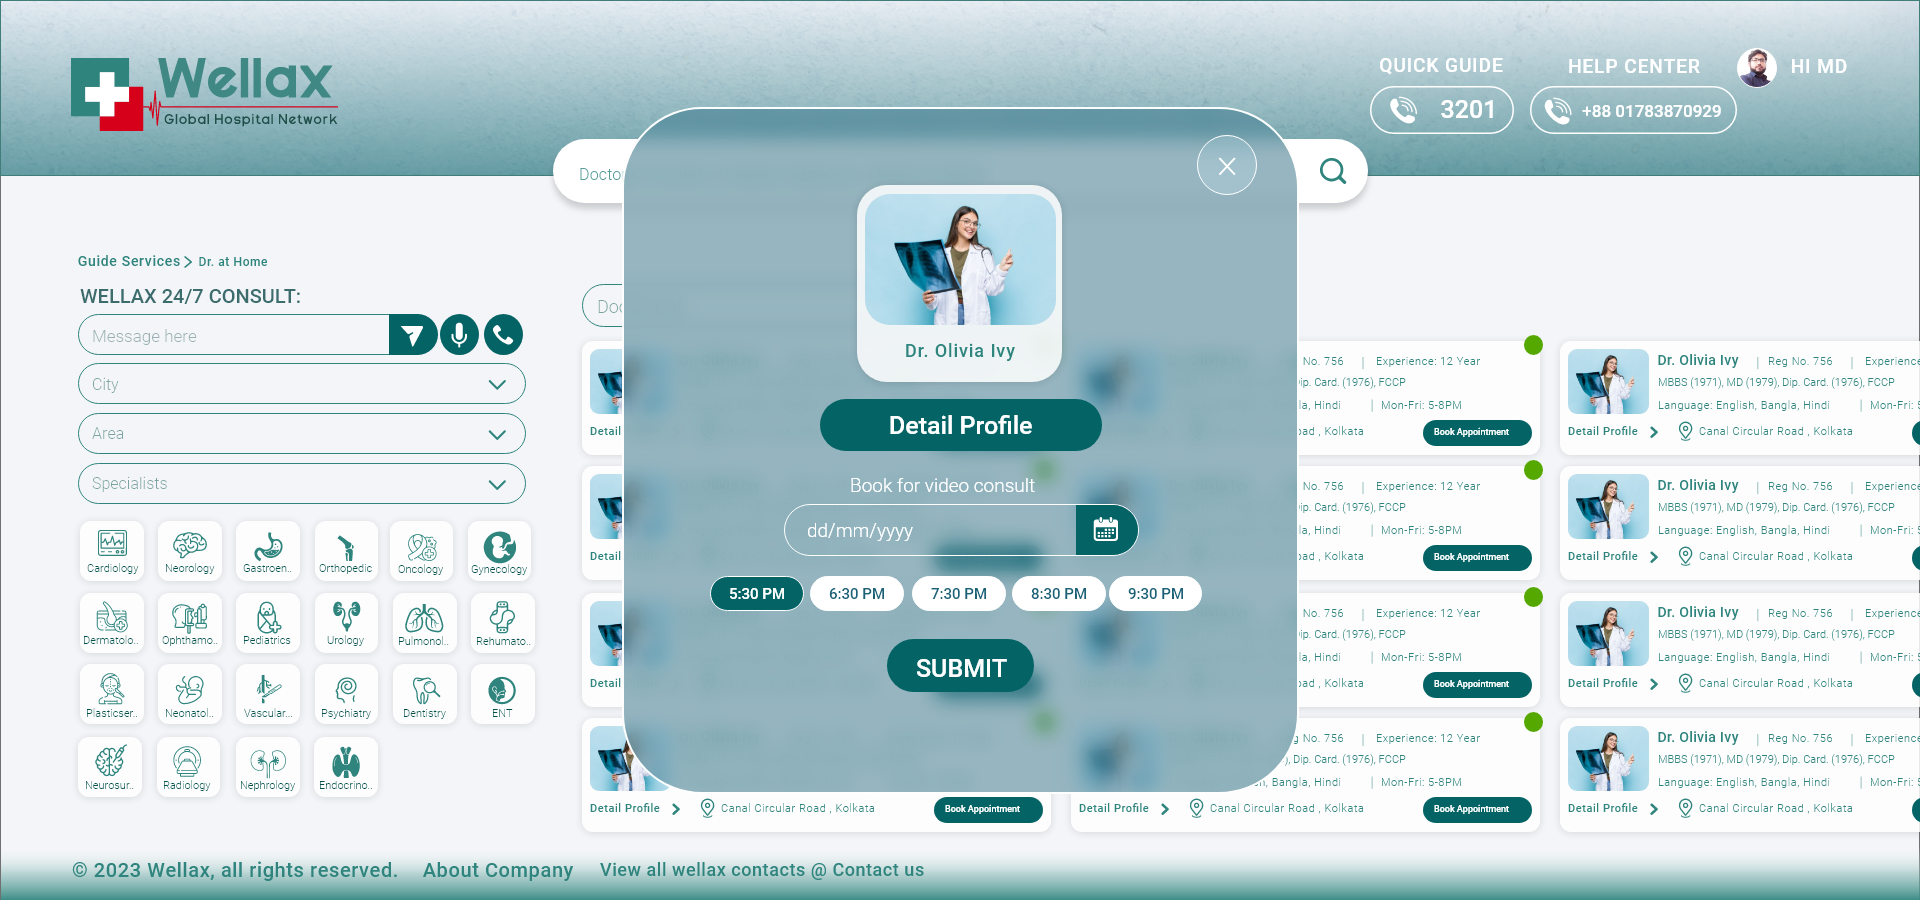 Wellax
Global Hospital Network
QUICK GUIDE
HELP CENTER
HI MD
3201
+88 01783870929
Docto
Guide Services
Dr. at Home
WELLAX 24/7 CONSULT:
Message here
City
Area
Specialists
Cardiology
Neorology
Gastroen..
Orthopedic
Oncology
Gynecology
Dermatolo..
Ophthamo..
Pediatrics
Urology
Pulmonol..
Rehumato..
Plasticser..
Neonatol..
Vascular...
Psychiatry
Dentistry
ENT
Neurosur..
Radiology
Nephrology
Endocrino..
Dr. Olivia Ivy
Detail Profile
Book for video consult
dd/mm/yyyy
5:30 PM
6:30 PM
7:30 PM
8:30 PM
9:30 PM
SUBMIT
Detail
Detail
Detail
Detail Profile
Canal Circular Road , Kolkata
Book Appointment
No. 756 | Experience: 12 Year
Dip. Card. (1976), FCCP
la, Hindi | Mon-Fri: 5-8PM
oad , Kolkata
Book Appointment
No. 756 | Experience: 12 Year
Dip. Card. (1976), FCCP
la, Hindi | Mon-Fri: 5-8PM
oad , Kolkata
Book Appointment
No. 756 | Experience: 12 Year
Dip. Card. (1976), FCCP
la, Hindi | Mon-Fri: 5-8PM
oad , Kolkata
Book Appointment
g No. 756 | Experience: 12 Year
), Dip. Card. (1976), FCCP
h, Bangla, Hindi | Mon-Fri: 5-8PM
Detail Profile
Canal Circular Road , Kolkata
Book Appointment
Dr. Olivia Ivy | Reg No. 756 | Experience
MBBS (1971), MD (1979), Dip. Card. (1976), FCCP
Language: English, Bangla, Hindi | Mon-Fri: 5
Detail Profile
Canal Circular Road , Kolkata
Dr. Olivia Ivy | Reg No. 756 | Experience
MBBS (1971), MD (1979), Dip. Card. (1976), FCCP
Language: English, Bangla, Hindi | Mon-Fri: 5
Detail Profile
Canal Circular Road , Kolkata
Dr. Olivia Ivy | Reg No. 756 | Experience
MBBS (1971), MD (1979), Dip. Card. (1976), FCCP
Language: English, Bangla, Hindi | Mon-Fri: 5
Detail Profile
Canal Circular Road , Kolkata
Dr. Olivia Ivy | Reg No. 756 | Experience
MBBS (1971), MD (1979), Dip. Card. (1976), FCCP
Language: English, Bangla, Hindi | Mon-Fri: 5
Detail Profile
Canal Circular Road , Kolkata
© 2023 Wellax, all rights reserved.
About Company
View all wellax contacts @ Contact us